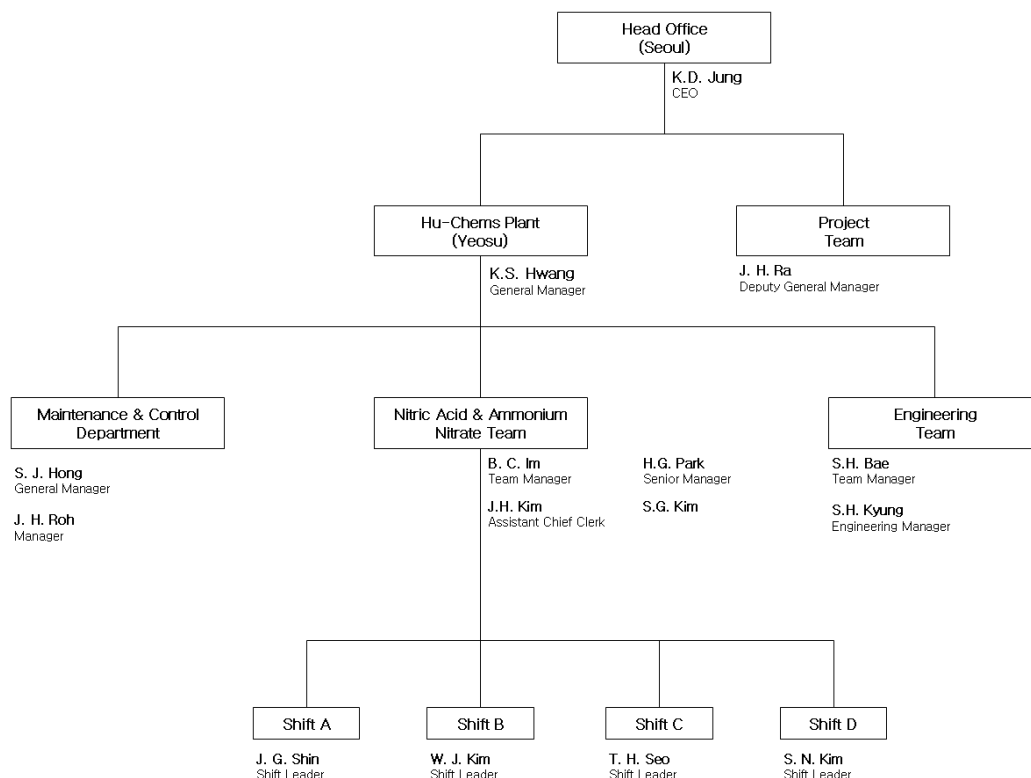 Head Office
(Seoul)
K.D. Jung
CEO
Hu-Chems Plant
(Yeosu)
K.S. Hwang
General Manager
Project
Team
J. H. Ra
Deputy General Manager
Maintenance & Control
Department
S. J. Hong
General Manager
J. H. Roh
Manager
Nitric Acid & Ammonium
Nitrate Team
B. C. Im
Team Manager
J.H. Kim
Assistant Chief Clerk
H.G. Park
Senior Manager
S.G. Kim
Engineering
Team
S.H. Bae
Team Manager
S.H. Kyung
Engineering Manager
Shift A
J. G. Shin
Shift Leader
Shift B
W. J. Kim
Shift Leader
Shift C
T. H. Seo
Shift Leader
Shift D
S. N. Kim
Shift Leader